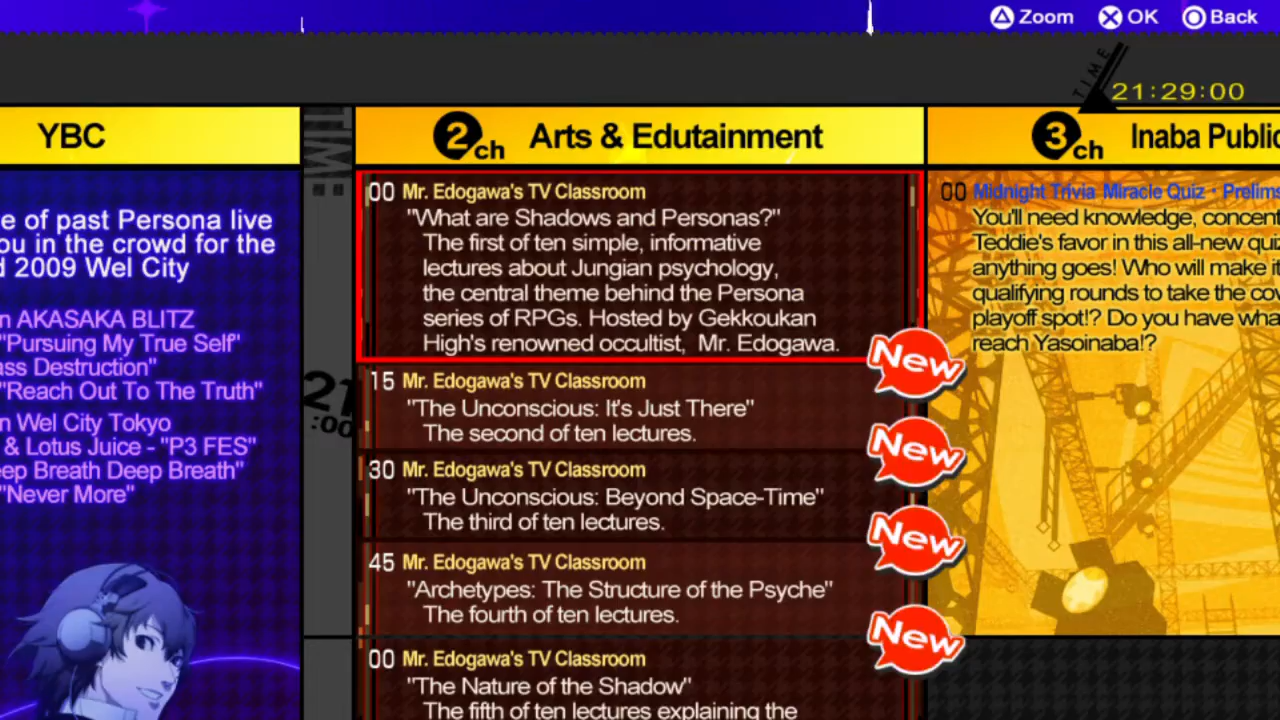 Zoom OK Back
TIME
21:29:00
YBC
e of past Persona live
ou in the crowd for the
d 2009 Wel City
n AKASAKA BLITZ
"Pursuing My True Self"
ass Destruction"
"Reach Out To The Truth"
n Wel City Tokyo
& Lotus Juice - "P3 FES"
eep Breath Deep Breath"
"Never More"
TIME:
21
:00
2ch Arts & Edutainment
00 Mr. Edogawa's TV Classroom
"What are Shadows and Personas?"
The first of ten simple, informative
lectures about Jungian psychology,
the central theme behind the Persona
series of RPGs. Hosted by Gekkoukan
High's renowned occultist, Mr. Edogawa.
New
15 Mr. Edogawa's TV Classroom
"The Unconscious: It's Just There"
The second of ten lectures.
New
30 Mr. Edogawa's TV Classroom
"The Unconscious: Beyond Space-Time"
The third of ten lectures.
New
45 Mr. Edogawa's TV Classroom
"Archetypes: The Structure of the Psyche"
The fourth of ten lectures.
New
00 Mr. Edogawa's TV Classroom
"The Nature of the Shadow"
The fifth of ten lectures explaining the
3ch Inaba Public
00 Midnight Trivia Miracle Quiz・Prelims
You'll need knowledge, concent
Teddie's favor in this all-new quiz
anything goes! Who will make it
qualifying rounds to take the cov
playoff spot!? Do you have wha
reach Yasoinaba!?